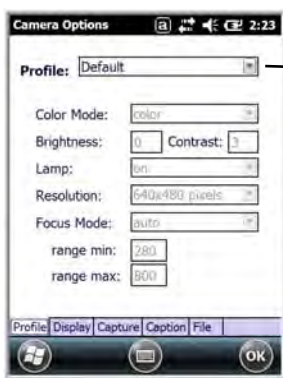 Camera Options 2:23
Profile: Default
Color Mode: color
Brightness: 0 Contrast: 3
Lamp: on
Resolution: 640x480 pixels
Focus Mode: auto
range min: 280
range max: 800
Profile Display Capture Caption File
OK